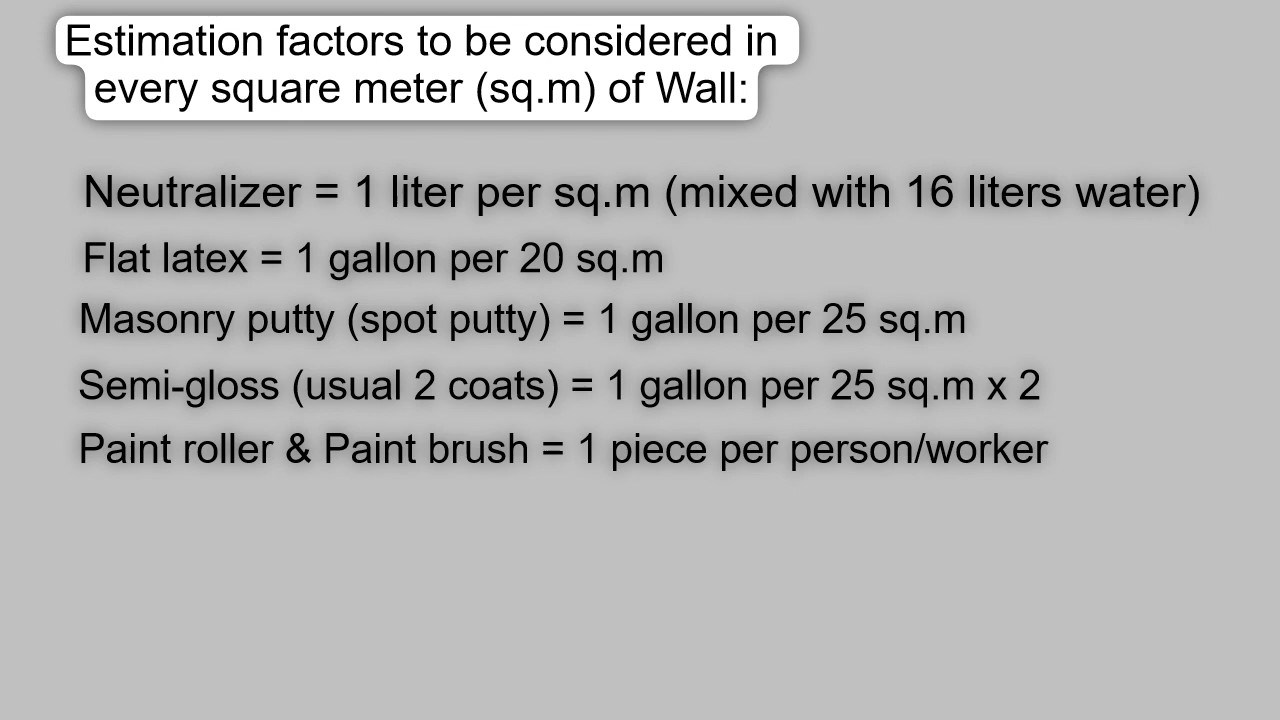 Estimation factors to be considered in
every square meter (sq.m) of Wall:
Neutralizer = 1 liter per sq.m (mixed with 16 liters water)
Flat latex = 1 gallon per 20 sq.m
Masonry putty (spot putty) = 1 gallon per 25 sq.m
Semi-gloss (usual 2 coats) = 1 gallon per 25 sq.m x 2
Paint roller & Paint brush = 1 piece per person/worker